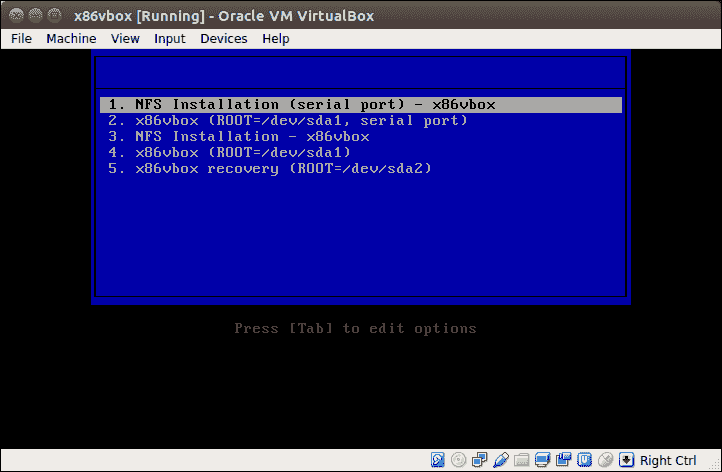 x86vbox [Running] - Oracle VM VirtualBox
File Machine View Input Devices Help
1. NFS Installation (serial port) - x86vbox
2. x86vbox (ROOT=/dev/sda1, serial port)
3. NFS Installation - x86vbox
4. x86vbox (ROOT=/dev/sda1)
5. x86vbox recovery (ROOT=/dev/sda2)
Press [Tab] to edit options
Right Ctrl